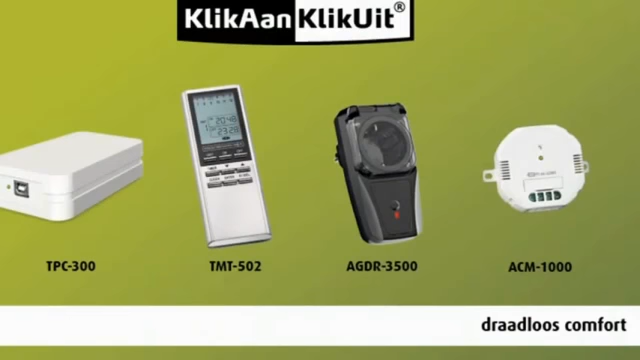 KlikAanKlikUit®
TPC-300
TMT-502
AGDR-3500
ACM-1000
draadloos comfort